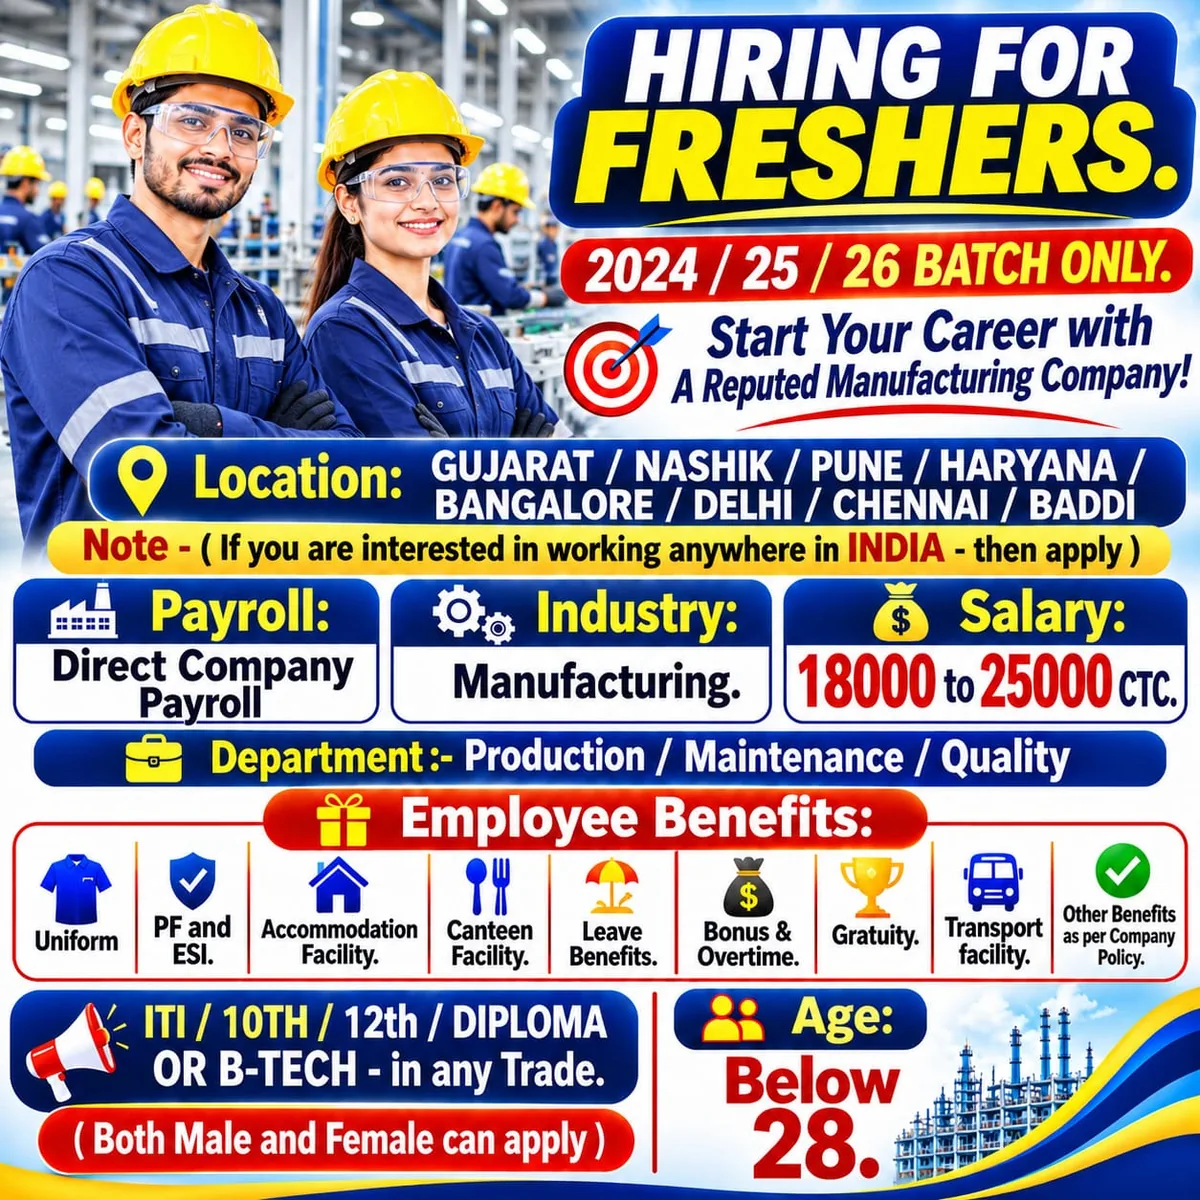 HIRING FOR
FRESHERS.
2024 / 25 / 26 BATCH ONLY.
Start Your Career with
A Reputed Manufacturing Company!
Location: GUJARAT / NASHIK / PUNE / HARYANA /
BANGALORE / DELHI / CHENNAI / BADDI
Note - ( If you are interested in working anywhere in INDIA - then apply )
Payroll:
Direct Company
Payroll
Industry:
Manufacturing.
$ Salary:
18000 to 25000 CTC.
Department :- Production / Maintenance / Quality
Employee Benefits:
Uniform
PF and
ESI.
Accommodation
Facility.
Canteen
Facility.
Leave
Benefits.
$
Bonus &
Overtime.
Gratuity.
Transport
facility.
Other Benefits
as per Company
Policy.
ITI / 10TH / 12th / DIPLOMA
OR B-TECH - in any Trade.
( Both Male and Female can apply )
Age:
Below
28.